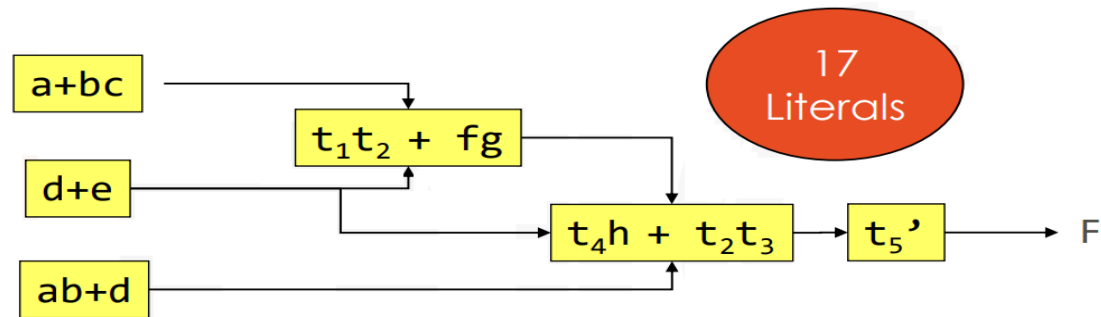 17
Literals
a+bc
t₁t₂ + fg
d+e
t₄h + t₂t₃
t₅’
F
ab+d